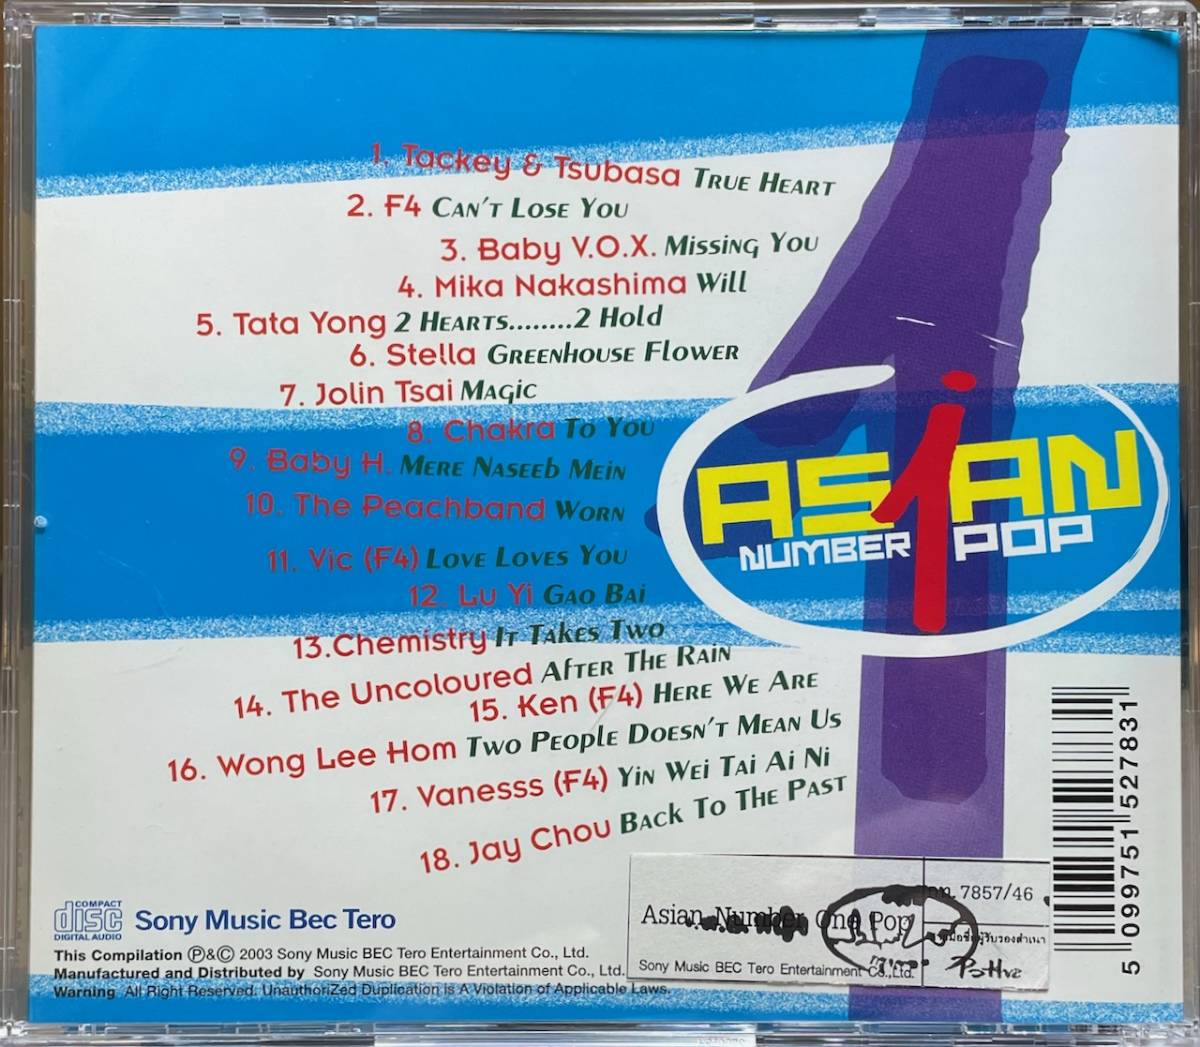 1. Tackey & Tsubasa True Heart
2. F4 Can't Lose You
3. Baby V.O.X. Missing You
4. Mika Nakashima Will
5. Tata Yong 2 Hearts........2 Hold
6. Stella Greenhouse Flower
7. Jolin Tsai Magic
8. Chakra To You
9. Baby H. Mere Naseeb Mein
10. The Peachband Worn
11. Vic (F4) Love Loves You
12. Lu Yi Gao Bai
13.Chemistry It Takes Two
14. The Uncoloured After The Rain
15. Ken (F4) Here We Are
16. Wong Lee Hom Two People Doesn't Mean Us
17. Vanesss (F4) Yin Wei Tai Ai Ni
18. Jay Chou Back To The Past
ASIAN
NUMBER 1 POP
COMPACT
disc
DIGITAL AUDIO
Sony Music Bec Tero
This Compilation Ⓟ&© 2003 Sony Music BEC Tero Entertainment Co., Ltd.
Manufactured and Distributed by Sony Music BEC Tero Entertainment Co., Ltd.
Warning All Right Reserved. UnauthoriZed Duplication is A Violation of Applicable Laws.
7857/46
Asian Number One Pop
Sony Music BEC Tero Entertainment Co.,Ltd.
5 099751 527831